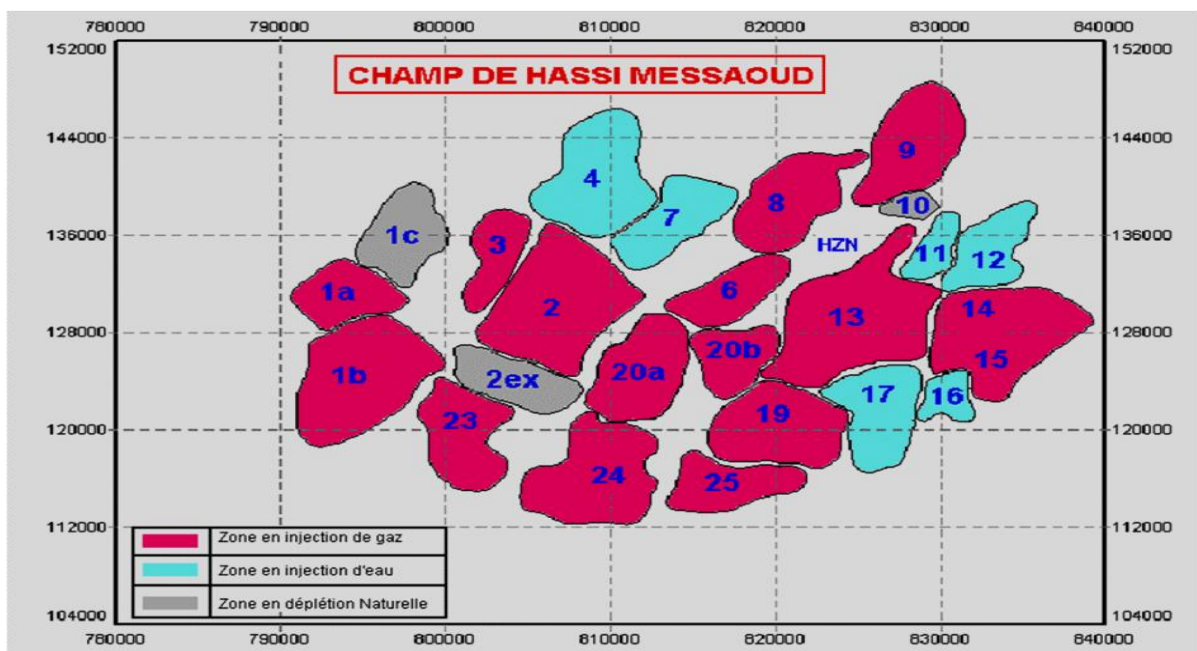 780000 790000 800000 810000 820000 830000 840000
152000 152000
CHAMP DE HASSI MESSAOUD
144000 144000
9
4
8
10
7
1c
3
136000 136000
HZN
11
12
1a
6
2
14
13
128000 128000
20b
15
1b
2ex
20a
17
16
23
19
120000 120000
24
25
112000 112000
Zone en injection de gaz
Zone en injection d'eau
Zone en déplétion Naturelle
104000 104000
780000 790000 800000 810000 820000 830000 840000